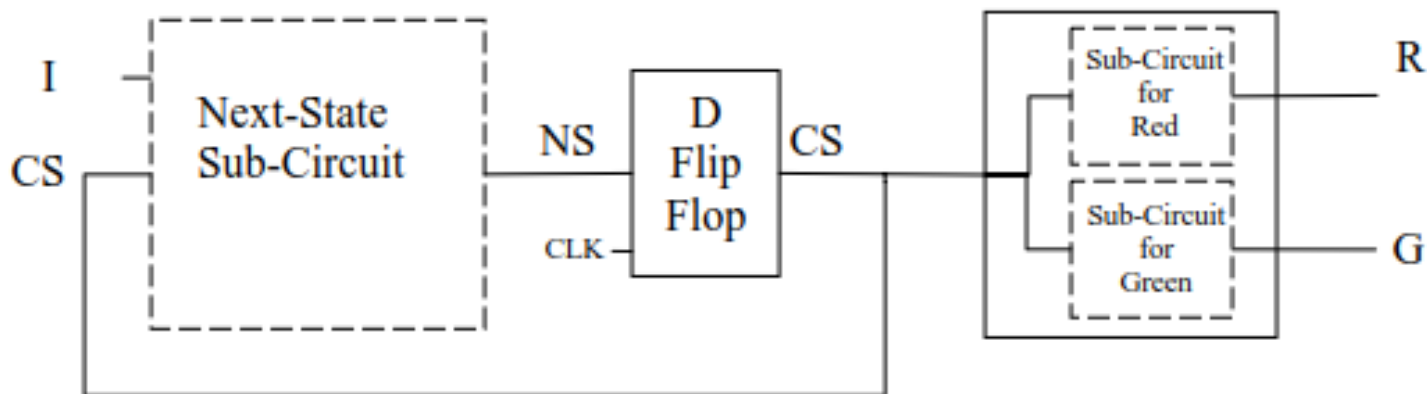 I
CS
Next-State
Sub-Circuit
NS
D
Flip
Flop
CLK
CS
Sub-Circuit
for
Red
Sub-Circuit
for
Green
R
G